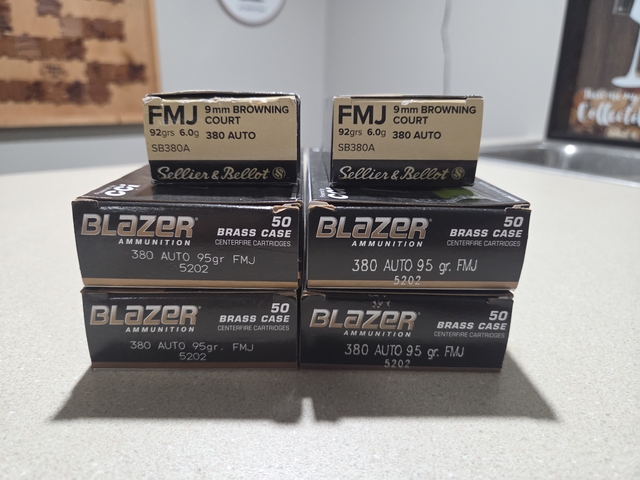 FMJ 9mm BROWNING
COURT
92grs 6.0g 380 AUTO
SB380A
Sellier & Bellot S&B
FMJ 9mm BROWNING
COURT
92grs 6.0g 380 AUTO
SB380A
Sellier & Bellot S&B
CCI
BLAZER®
AMMUNITION
50
BRASS CASE
CENTERFIRE CARTRIDGES
380 AUTO 95gr FMJ
5202
CCI
BLAZER®
AMMUNITION
50
BRASS CASE
CENTERFIRE CARTRIDGES
380 AUTO 95 gr. FMJ
5202
BLAZER®
AMMUNITION
50
BRASS CASE
CENTERFIRE CARTRIDGES
380 AUTO 95gr. FMJ
5202
BLAZER®
AMMUNITION
50
BRASS CASE
CENTERFIRE CARTRIDGES
380 AUTO 95 gr. FMJ
5202